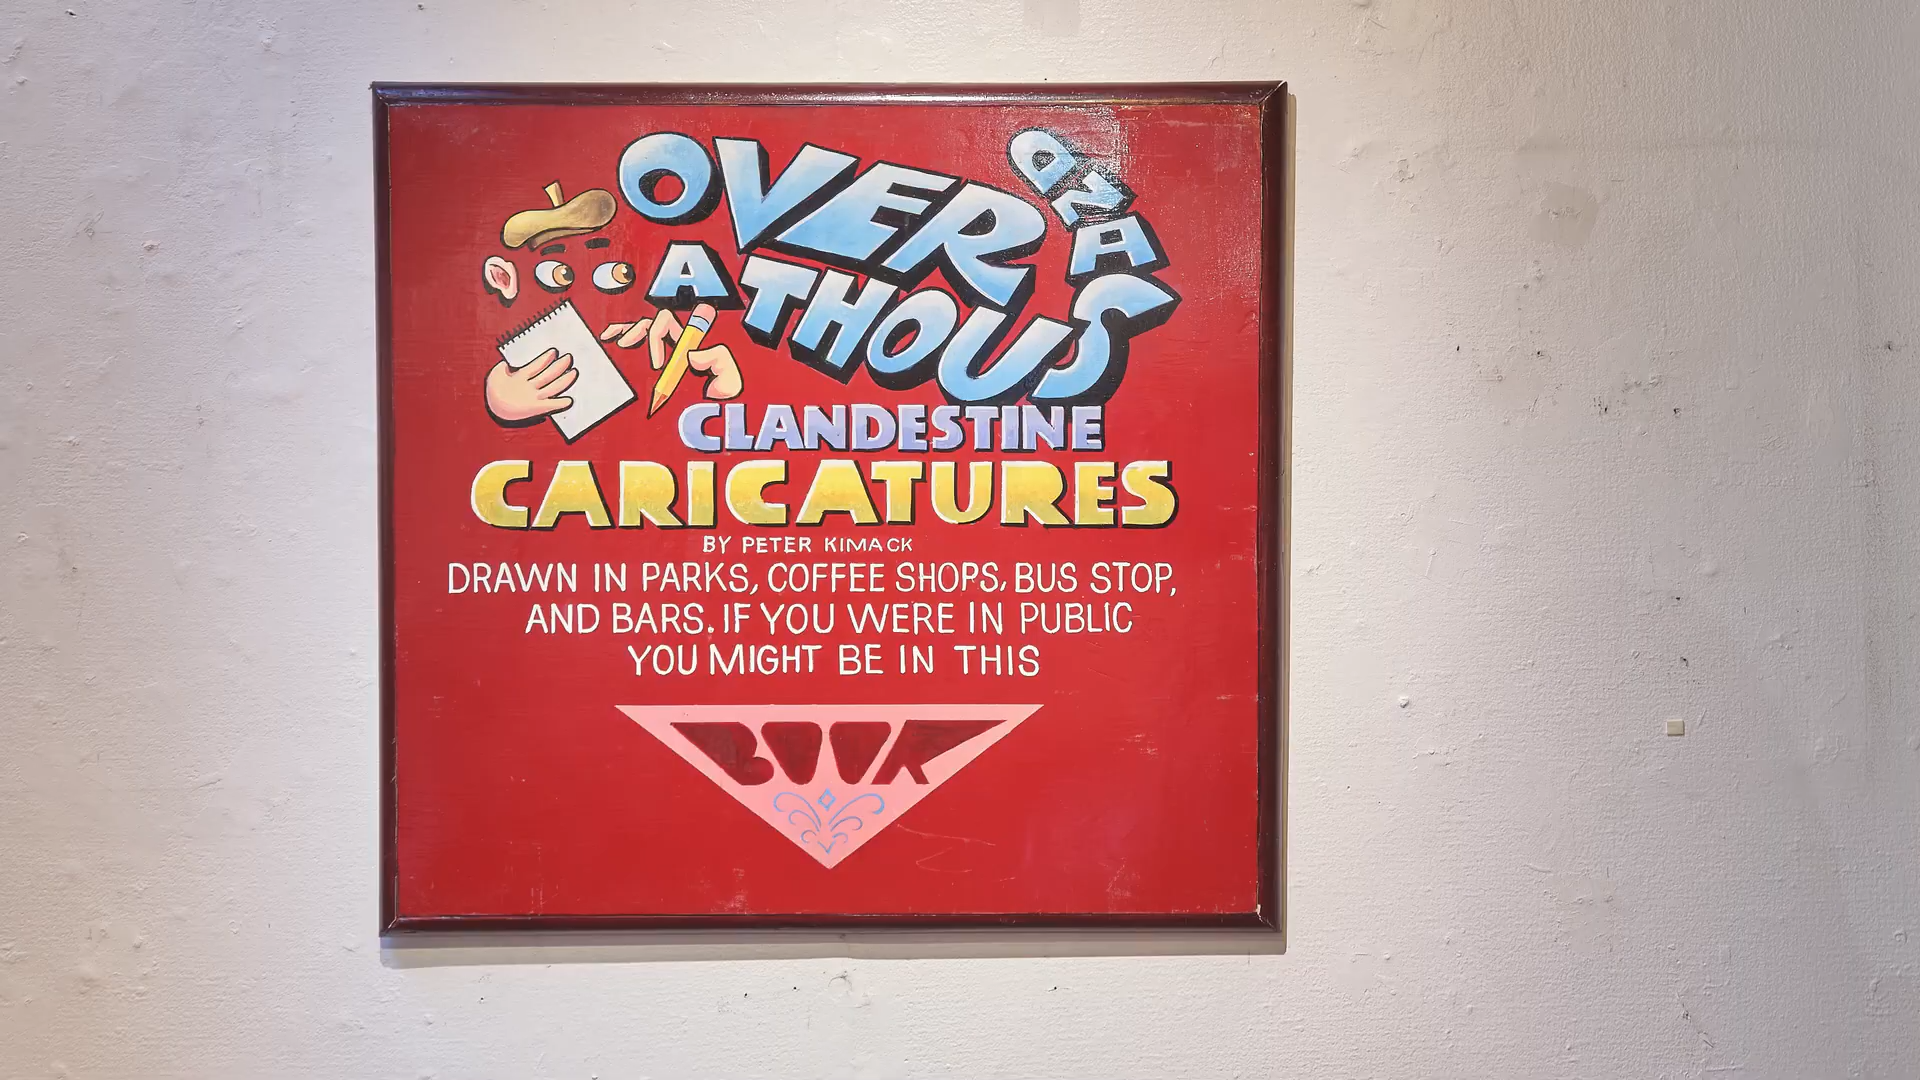 OVER
A THOUSAND
CLANDESTINE
CARICATURES
BY PETER KIMACK
DRAWN IN PARKS, COFFEE SHOPS, BUS STOP,
AND BARS. IF YOU WERE IN PUBLIC
YOU MIGHT BE IN THIS
BOOK